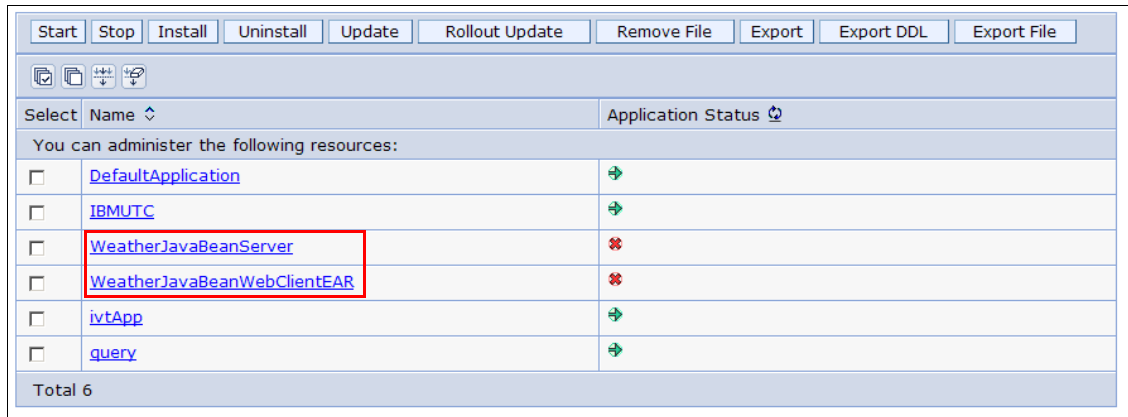 Start Stop Install Uninstall Update Rollout Update Remove File Export Export DDL Export File
Select Name Application Status
You can administer the following resources:
DefaultApplication
IBMUTC
WeatherJavaBeanServer
WeatherJavaBeanWebClientEAR
ivtApp
query
Total 6